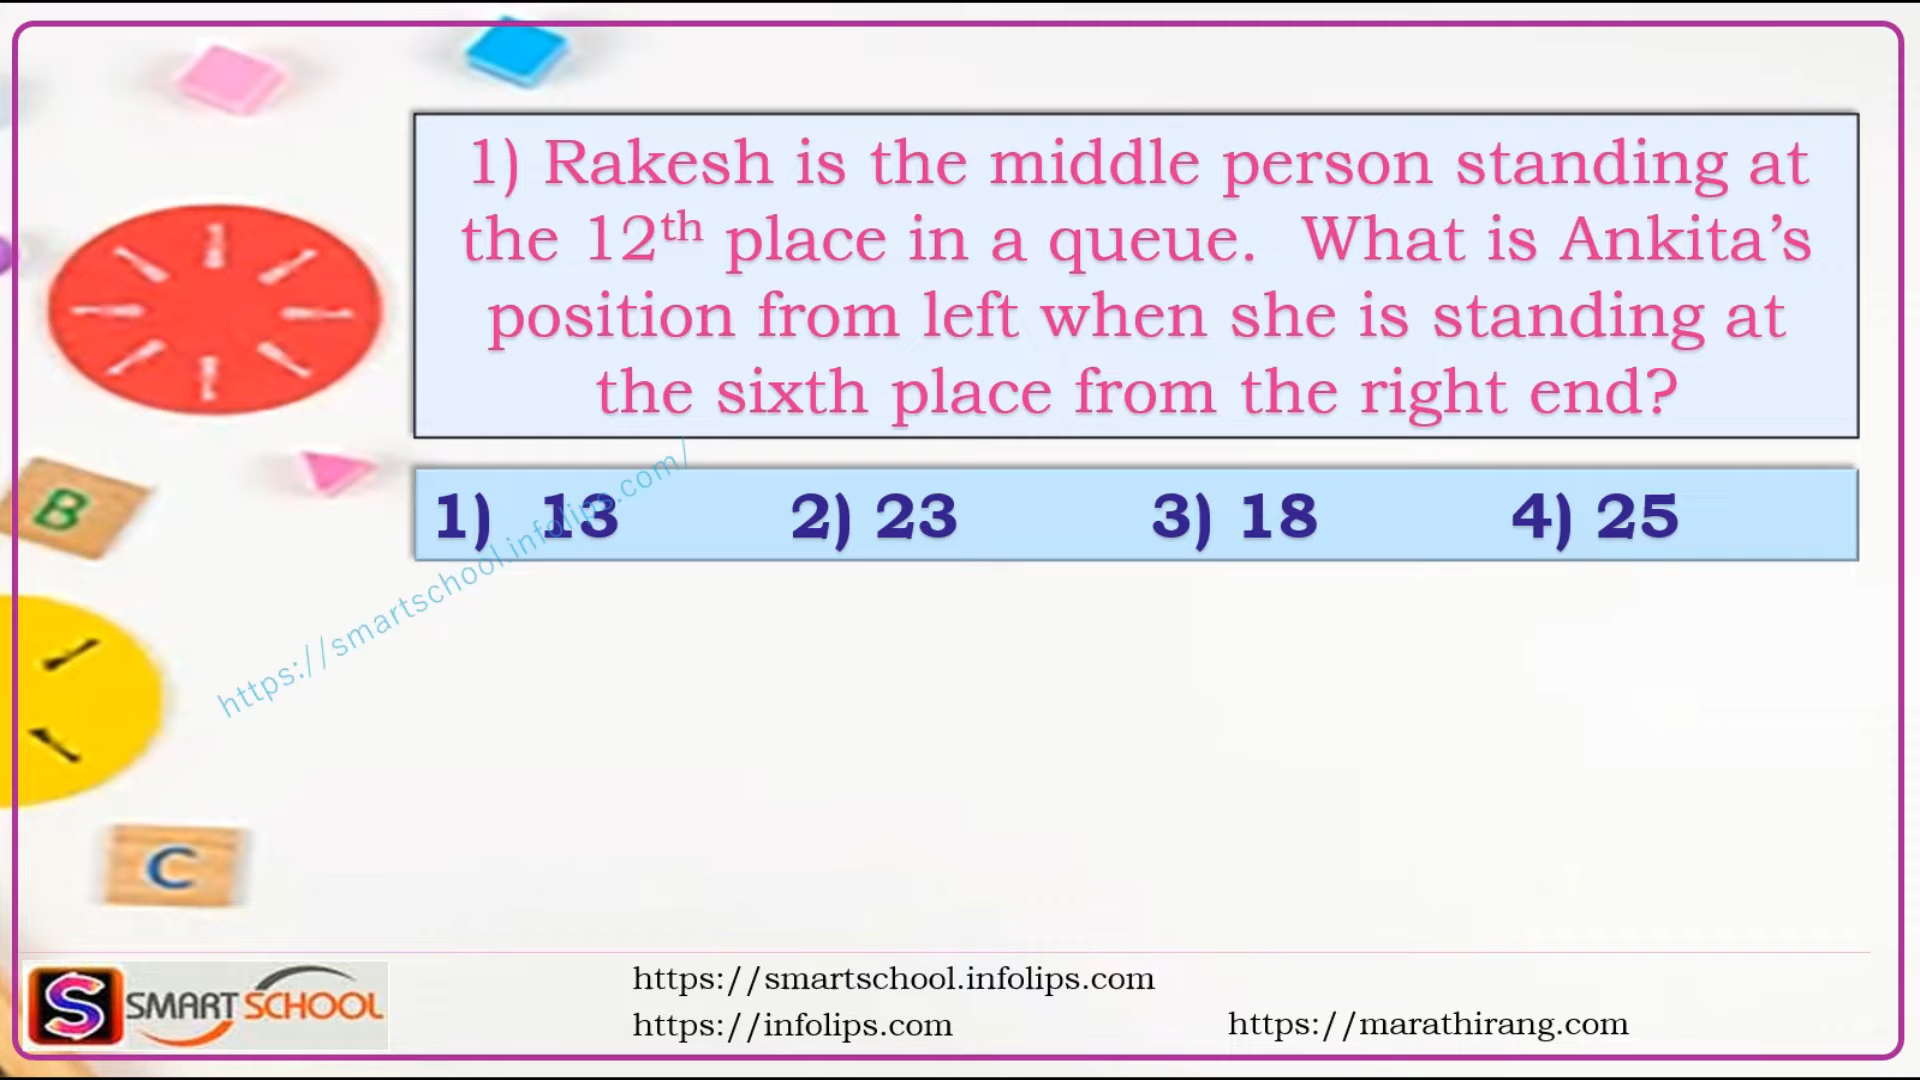 1) Rakesh is the middle person standing at
the 12th place in a queue. What is Ankita’s
position from left when she is standing at
the sixth place from the right end?
1) 13 2) 23 3) 18 4) 25
https://smartschool.infolips.com/
B
C
S SMART SCHOOL
https://smartschool.infolips.com
https://infolips.com
https://marathirang.com